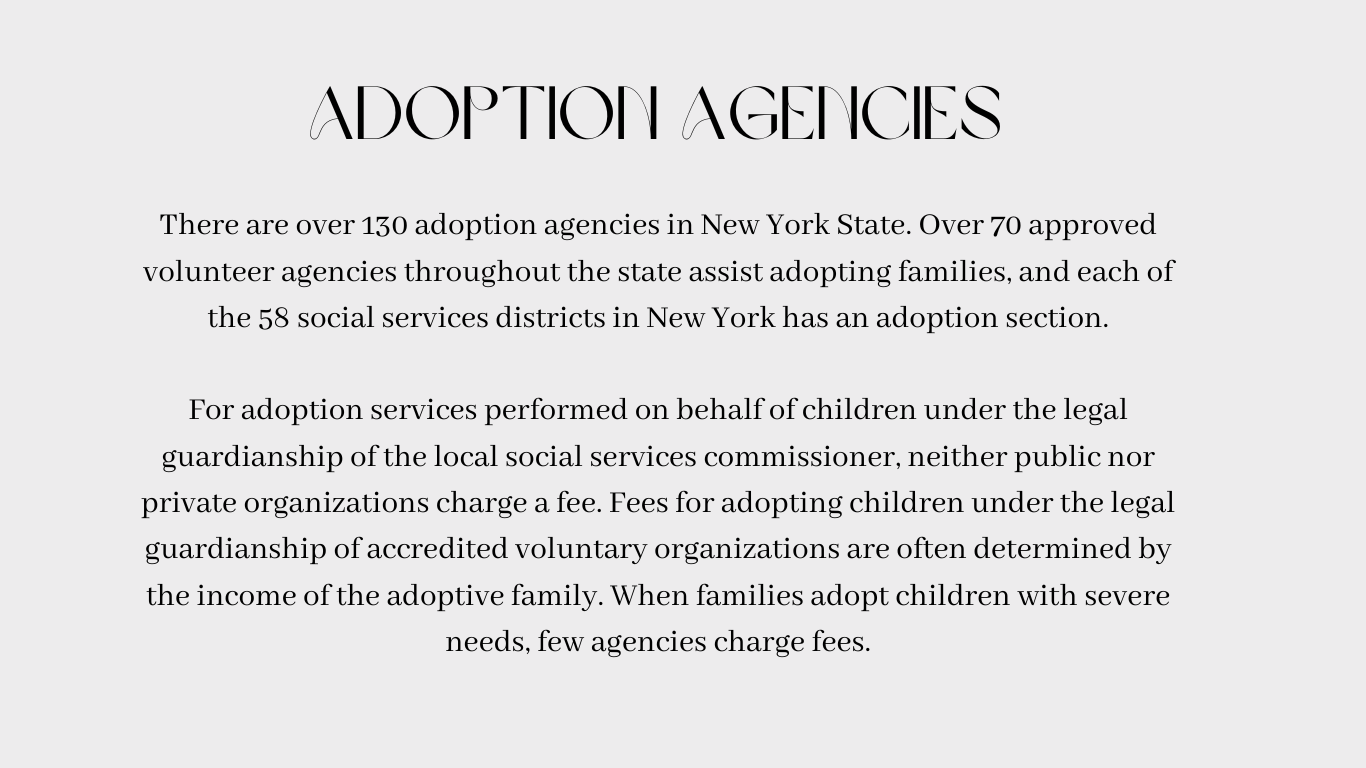 ADOPTION AGENCIES
There are over 130 adoption agencies in New York State. Over 70 approved
volunteer agencies throughout the state assist adopting families, and each of
the 58 social services districts in New York has an adoption section.
For adoption services performed on behalf of children under the legal
guardianship of the local social services commissioner, neither public nor
private organizations charge a fee. Fees for adopting children under the legal
guardianship of accredited voluntary organizations are often determined by
the income of the adoptive family. When families adopt children with severe
needs, few agencies charge fees.